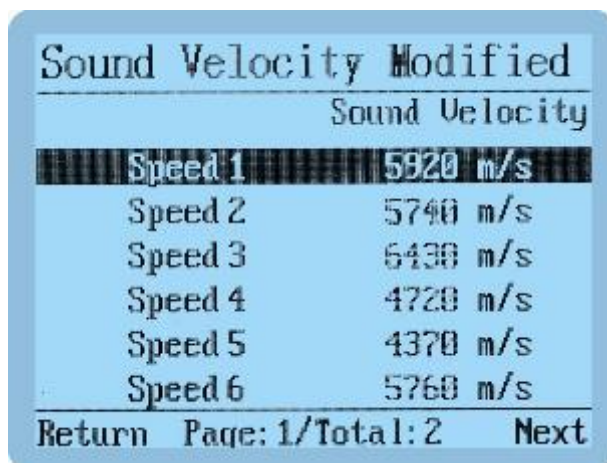 Sound Velocity Modified
Sound Velocity
Speed 1 5920 m/s
Speed 2 5740 m/s
Speed 3 6430 m/s
Speed 4 4720 m/s
Speed 5 4370 m/s
Speed 6 5760 m/s
Return Page: 1/Total: 2 Next